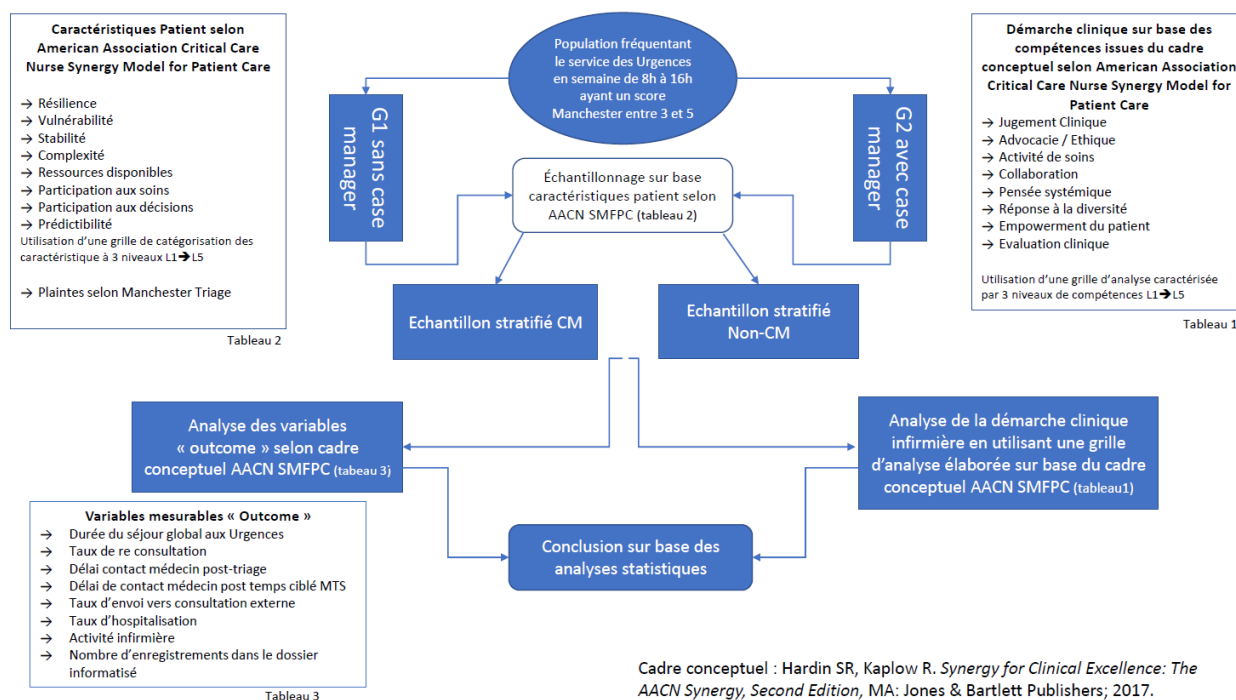 Caractéristiques Patient selon
American Association Critical Care
Nurse Synergy Model for Patient Care
→ Résilience
→ Vulnérabilité
→ Stabilité
→ Complexité
→ Ressources disponibles
→ Participation aux soins
→ Participation aux décisions
→ Prédictibilité
Utilisation d'une grille de catégorisation des
caractéristique à 3 niveaux L1➔L5
→ Plaintes selon Manchester Triage
Tableau 2
Population fréquentant
le service des Urgences
en semaine de 8h à 16h
ayant un score
Manchester entre 3 et 5
G1 sans case
manager
G2 avec case
manager
Échantillonnage sur base
caractéristiques patient selon
AACN SMFPC (tableau 2)
Echantillon stratifié CM
Echantillon stratifié
Non-CM
Démarche clinique sur base des
compétences issues du cadre
conceptuel selon American Association
Critical Care Nurse Synergy Model for
Patient Care
→ Jugement Clinique
→ Advocacie / Ethique
→ Activité de soins
→ Collaboration
→ Pensée systémique
→ Réponse à la diversité
→ Empowerment du patient
→ Evaluation clinique
Utilisation d'une grille d'analyse caractérisée
par 3 niveaux de compétences L1➔L5
Tableau 1
Analyse des variables
« outcome » selon cadre
conceptuel AACN SMFPC (tabeau 3)
Analyse de la démarche clinique
infirmière en utilisant une grille
d'analyse élaborée sur base du cadre
conceptuel AACN SMFPC (tableau1)
Variables mesurables « Outcome »
→ Durée du séjour global aux Urgences
→ Taux de re consultation
→ Délai contact médecin post-triage
→ Délai de contact médecin post temps ciblé MTS
→ Taux d'envoi vers consultation externe
→ Taux d'hospitalisation
→ Activité infirmière
→ Nombre d'enregistrements dans le dossier
informatisé
Tableau 3
Conclusion sur base des
analyses statistiques
Cadre conceptuel : Hardin SR, Kaplow R. Synergy for Clinical Excellence: The
AACN Synergy, Second Edition, MA: Jones & Bartlett Publishers; 2017.